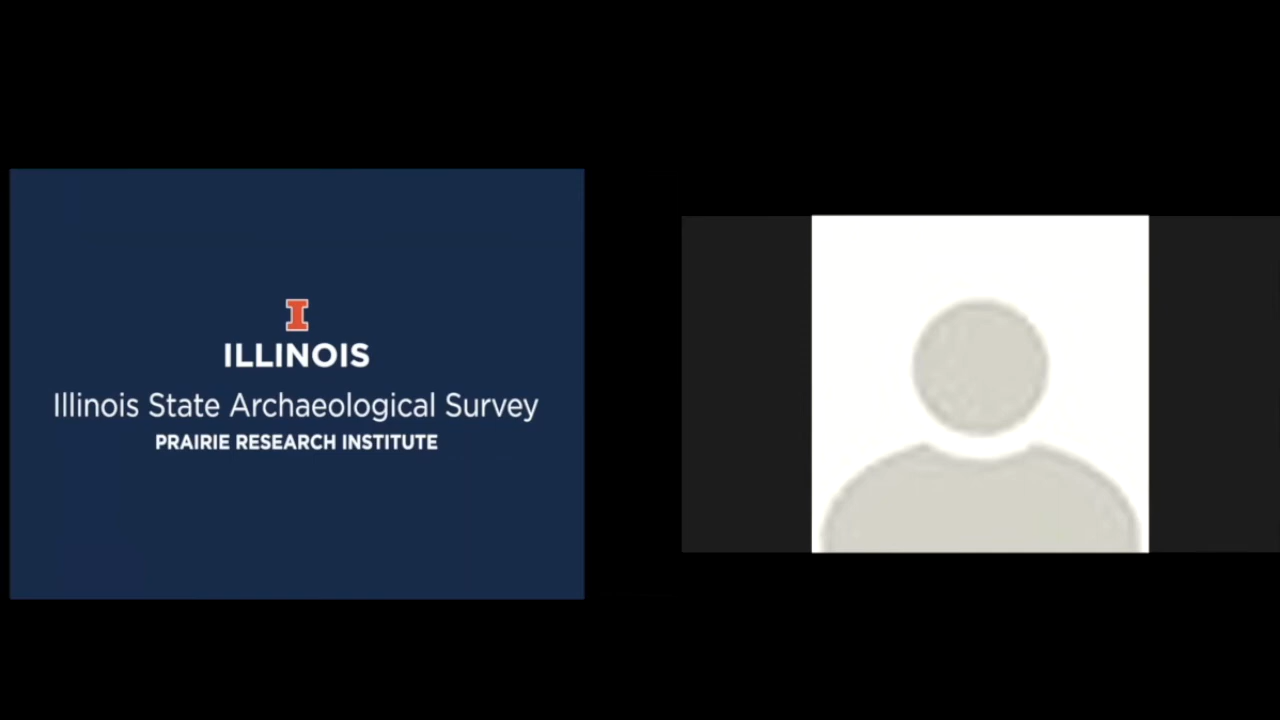 I
ILLINOIS
Illinois State Archaeological Survey
PRAIRIE RESEARCH INSTITUTE